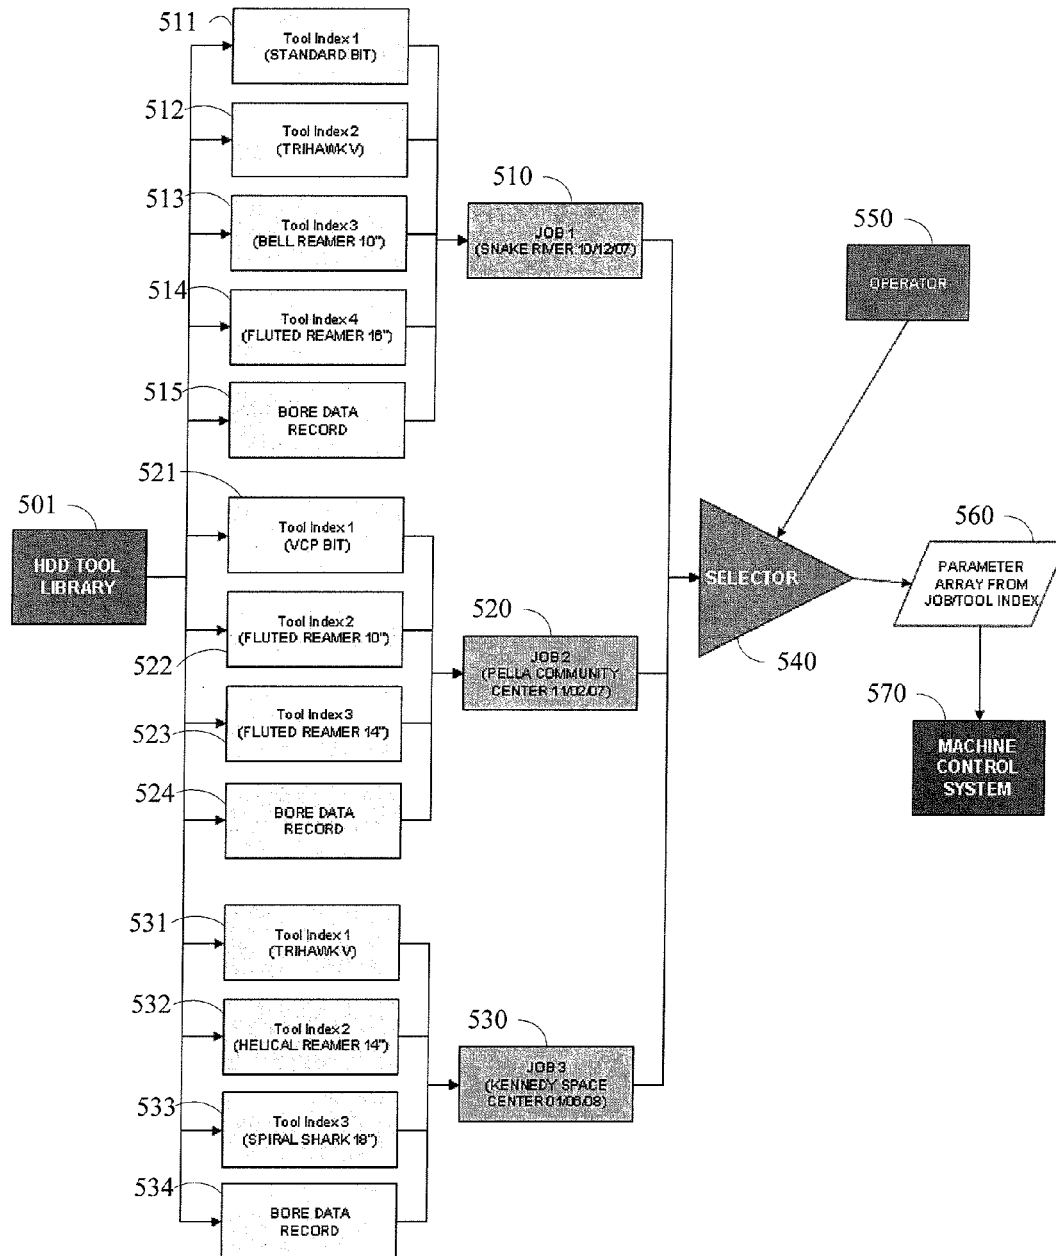 511
Tool Index 1
(STANDARD BIT)
512
Tool Index 2
(TRIHAWK V)
513
Tool Index 3
(BELL REAMER 10")
514
Tool Index 4
(FLUTED REAMER 16")
515
BORE DATA
RECORD
510
JOB 1
(SNAKE RIVER 10/12/07)
550
OPERATOR
521
Tool Index 1
(VCP BIT)
501
HDD TOOL
LIBRARY
522
Tool Index 2
(FLUTED REAMER 10")
523
Tool Index 3
(FLUTED REAMER 14")
524
BORE DATA
RECORD
520
JOB 2
(PELLA COMMUNITY
CENTER 11/02/07)
SELECTOR
540
560
PARAMETER
ARRAY FROM
JOB/TOOL INDEX
570
MACHINE
CONTROL
SYSTEM
531
Tool Index 1
(TRIHAWK V)
532
Tool Index 2
(HELICAL REAMER 14")
533
Tool Index 3
(SPIRAL SHARK 18")
534
BORE DATA
RECORD
530
JOB 3
(KENNEDY SPACE
CENTER 01/06/08)